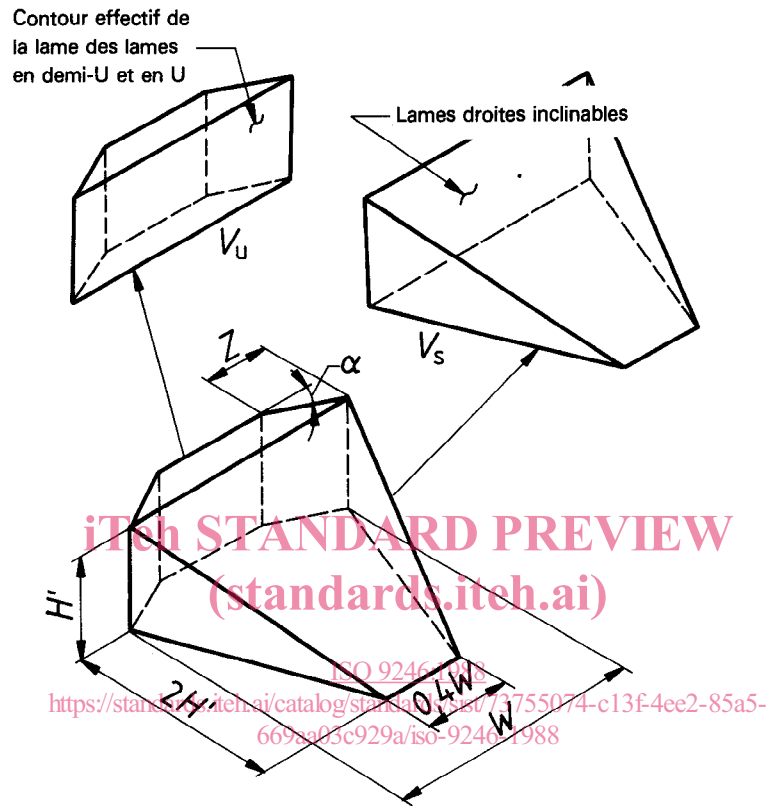 Contour effectif de
la lame des lames
en demi-U et en U
Lames droites inclinables
Vu
Vs
Z
α
iTeh STANDARD PREVIEW
(standards.iteh.ai)
H'
ISO 9246:1988
0,4W
2H'
https://standards.iteh.ai/catalog/standards/sist/73755074-c13f-4ee2-85a5-
W
669aa03c929a/iso-9246-1988